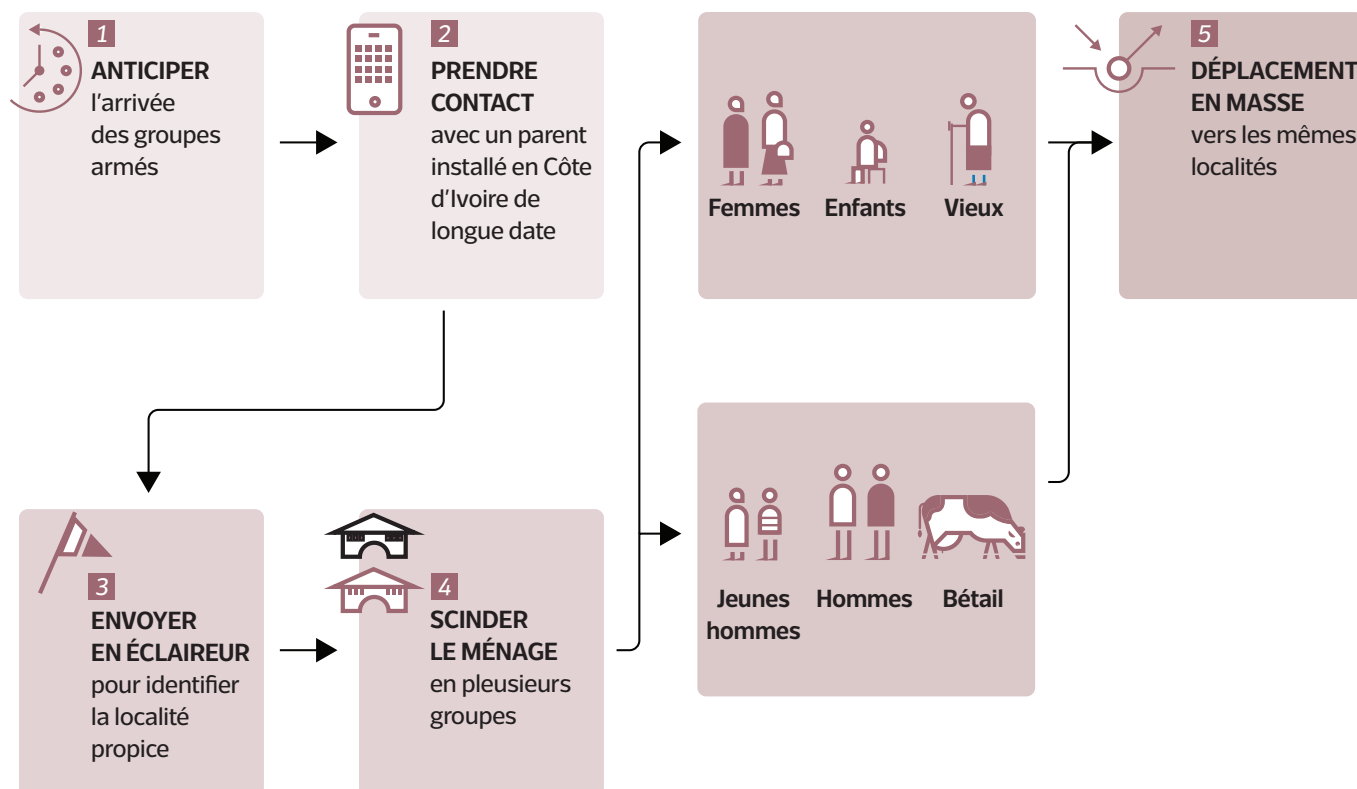 1
ANTICIPER
l'arrivée
des groupes
armés
2
PRENDRE
CONTACT
avec un parent
installé en Côte
d'Ivoire de
longue date
3
ENVOYER
EN ÉCLAIREUR
pour identifier
la localité
propice
4
SCINDER
LE MÉNAGE
en pleusieurs
groupes
Femmes
Enfants
Vieux
Jeunes
hommes
Hommes
Bétail
5
DÉPLACEMENT
EN MASSE
vers les mêmes
localités